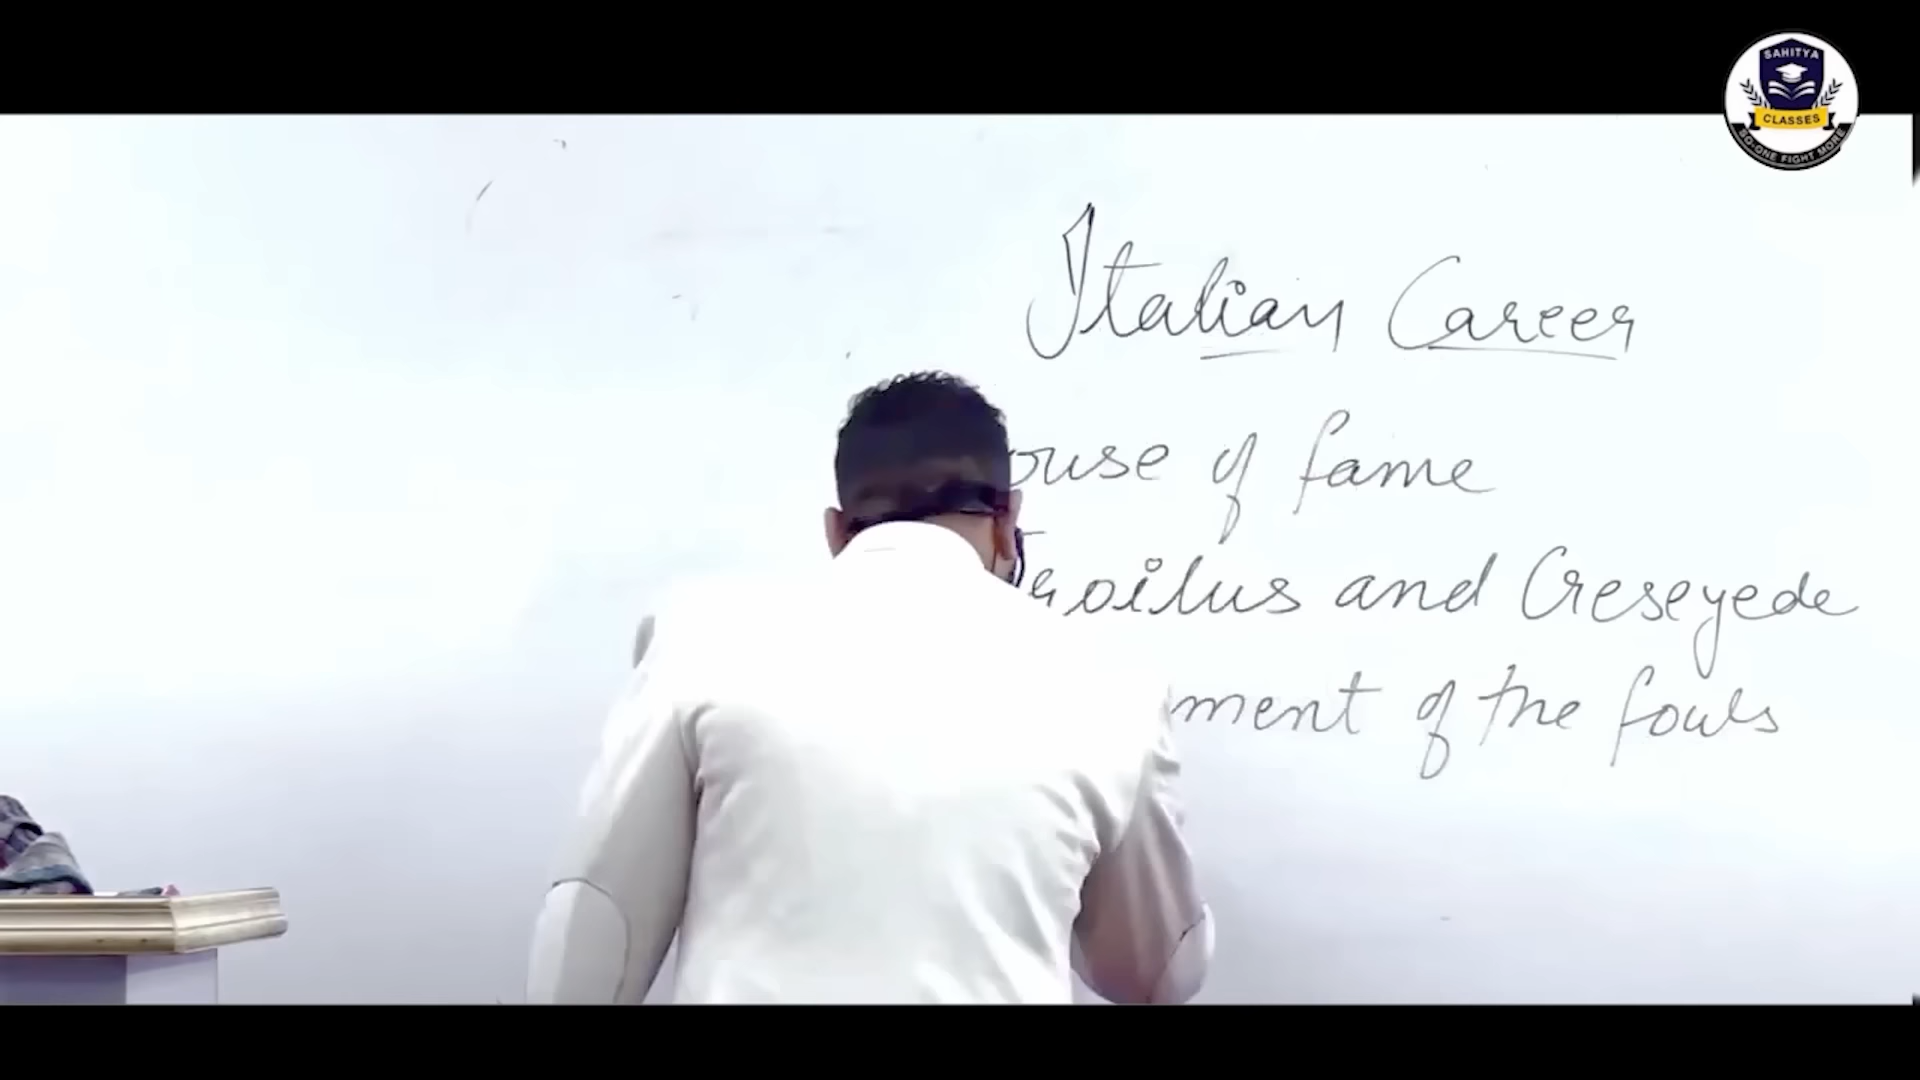 SAHITYA
CLASSES
Italian Career
ouse of fame
roilus and Creseyede
ment of the fouls